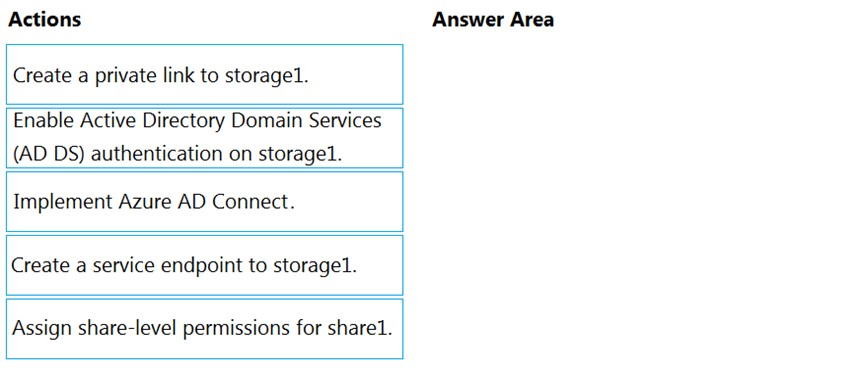 Actions
Answer Area
Create a private link to storage1.
Enable Active Directory Domain Services
(AD DS) authentication on storage1.
Implement Azure AD Connect.
Create a service endpoint to storage1.
Assign share-level permissions for share1.